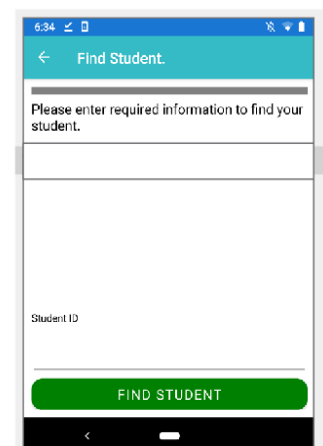 6:34
Find Student.
Please enter required information to find your
student.
Student ID
FIND STUDENT